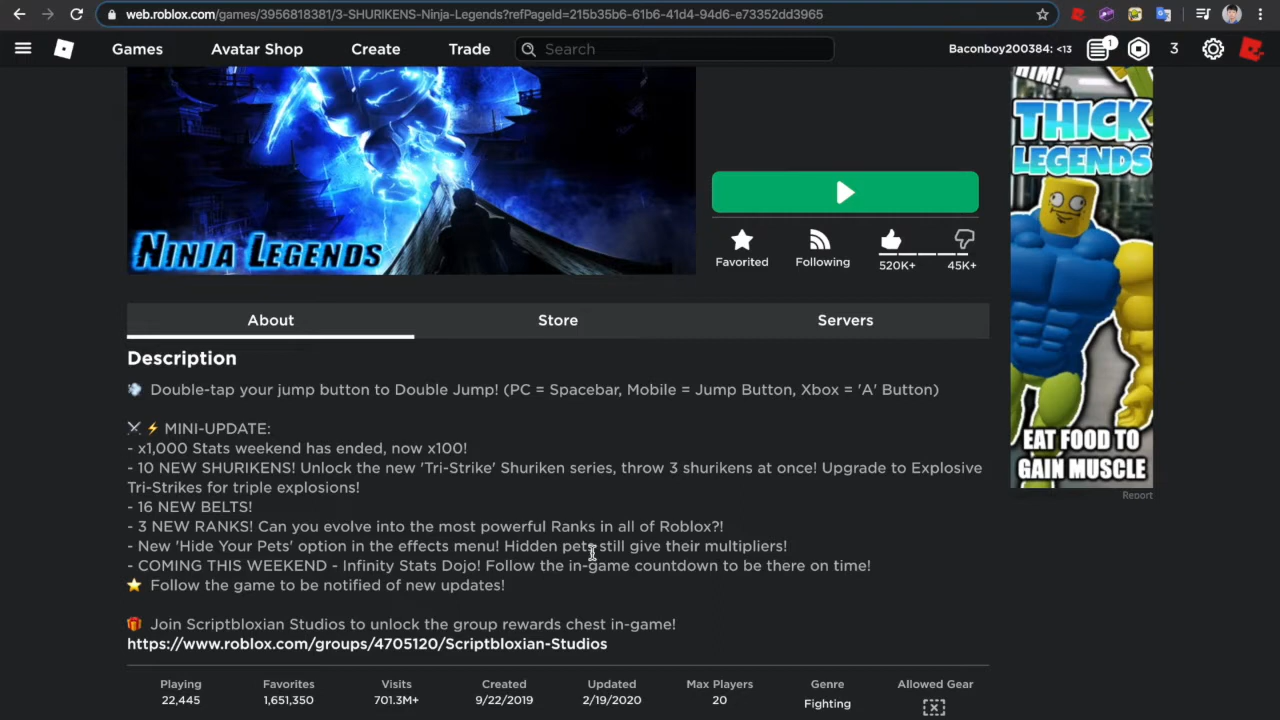 web.roblox.com/games/3956818381/3-SHURIKENS-Ninja-Legends?refPageId=215b35b6-61b6-41d4-94d6-e73352dd3965
Games Avatar Shop Create Trade Search Baconboy200384: <13 1 3
HIM!
THICK
LEGENDS
NINJA LEGENDS
Favorited Following 520K+ 45K+
EAT FOOD TO
GAIN MUSCLE
Report
About Store Servers
Description
Double-tap your jump button to Double Jump! (PC = Spacebar, Mobile = Jump Button, Xbox = 'A' Button)
⚔⚡ MINI-UPDATE:
- x1,000 Stats weekend has ended, now x100!
- 10 NEW SHURIKENS! Unlock the new 'Tri-Strike' Shuriken series, throw 3 shurikens at once! Upgrade to Explosive
Tri-Strikes for triple explosions!
- 16 NEW BELTS!
- 3 NEW RANKS! Can you evolve into the most powerful Ranks in all of Roblox?!
- New 'Hide Your Pets' option in the effects menu! Hidden pets still give their multipliers!
- COMING THIS WEEKEND - Infinity Stats Dojo! Follow the in-game countdown to be there on time!
⭐ Follow the game to be notified of new updates!
🎁 Join Scriptbloxian Studios to unlock the group rewards chest in-game!
https://www.roblox.com/groups/4705120/Scriptbloxian-Studios
Playing Favorites Visits Created Updated Max Players Genre Allowed Gear
22,445 1,651,350 701.3M+ 9/22/2019 2/19/2020 20 Fighting